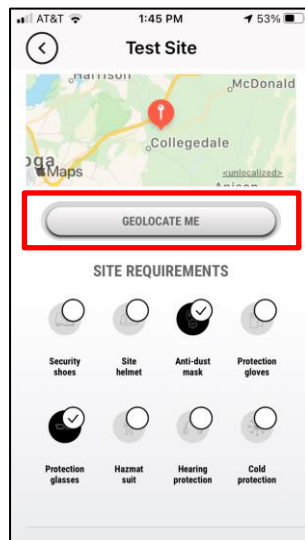 AT&T 1:45 PM 53%
Test Site
Harrison
McDonald
Collegedale
oga
Maps
<unlocalized>
GEOLOCATE ME
SITE REQUIREMENTS
Security Site Anti-dust Protection
shoes helmet mask gloves
Protection Hazmat Hearing Cold
glasses suit protection protection